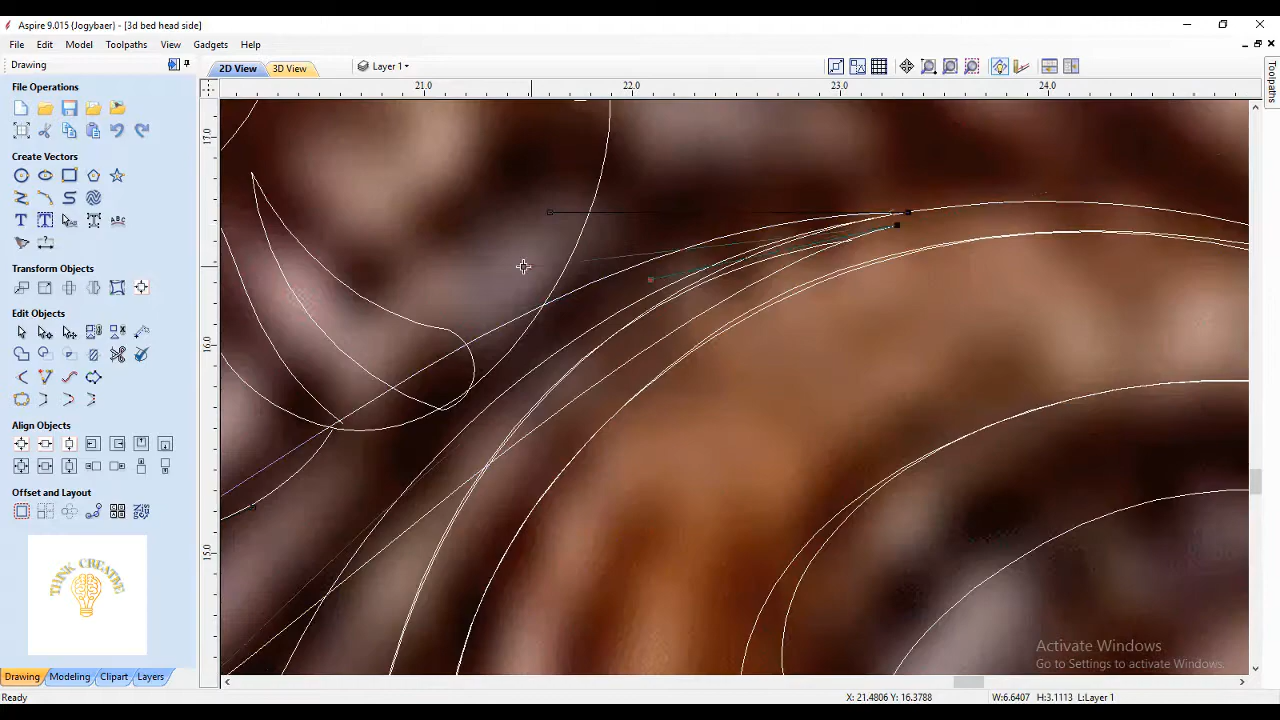 Aspire 9.015 {Jogybaer} - [3d bed head side]
File Edit Model Toolpaths View Gadgets Help
Drawing
2D View 3D View Layer 1
Toolpaths
21.0 22.0 23.0 24.0
17.0
16.0
15.0
File Operations
Create Vectors
Transform Objects
Edit Objects
Align Objects
Offset and Layout
THINK CREATIVE
Drawing Modeling Clipart Layers
Activate Windows
Go to Settings to activate Windows.
Ready
X: 21.4806 Y: 16.3788
W:6.6407 H:3.1113 L:Layer 1